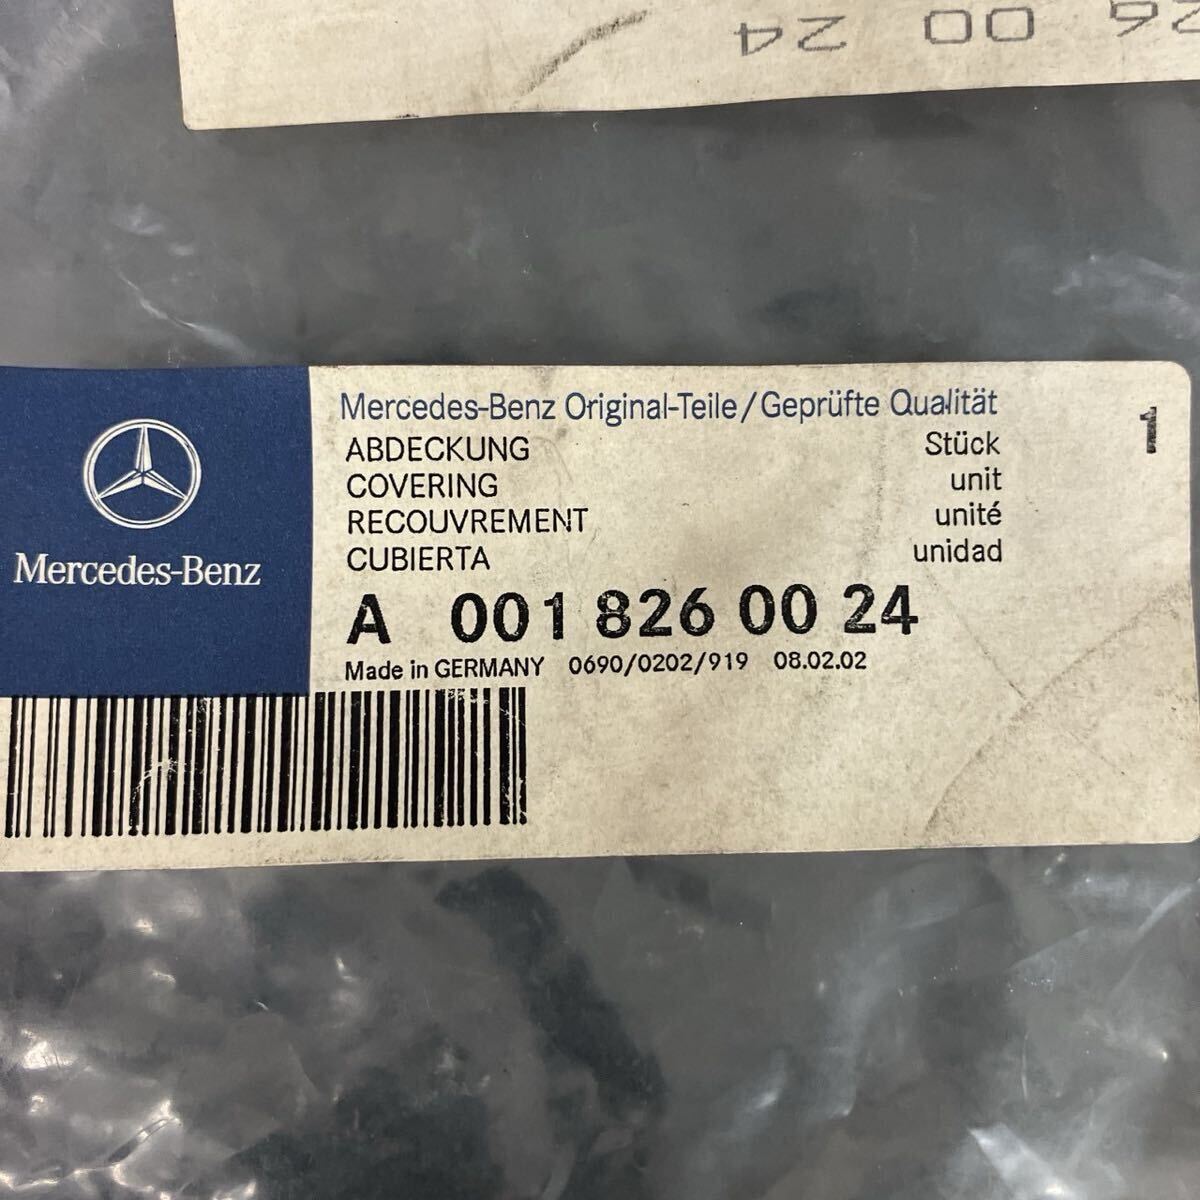 26 00 24
Mercedes-Benz
Mercedes-Benz Original-Teile/Geprüfte Qualität
ABDECKUNG Stück 1
COVERING unit
RECOUVREMENT unité
CUBIERTA unidad
A 001 826 00 24
Made in GERMANY 0690/0202/919 08.02.02